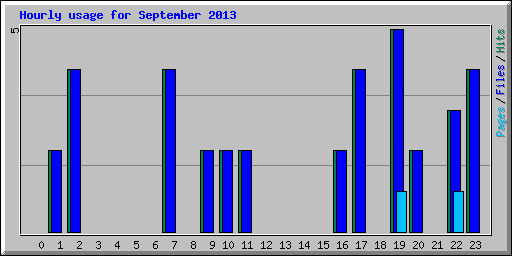 Hourly usage for September 2013
5
Pages/Files/Hits
0 1 2 3 4 5 6 7 8 9 10 11 12 13 14 15 16 17 18 19 20 21 22 23